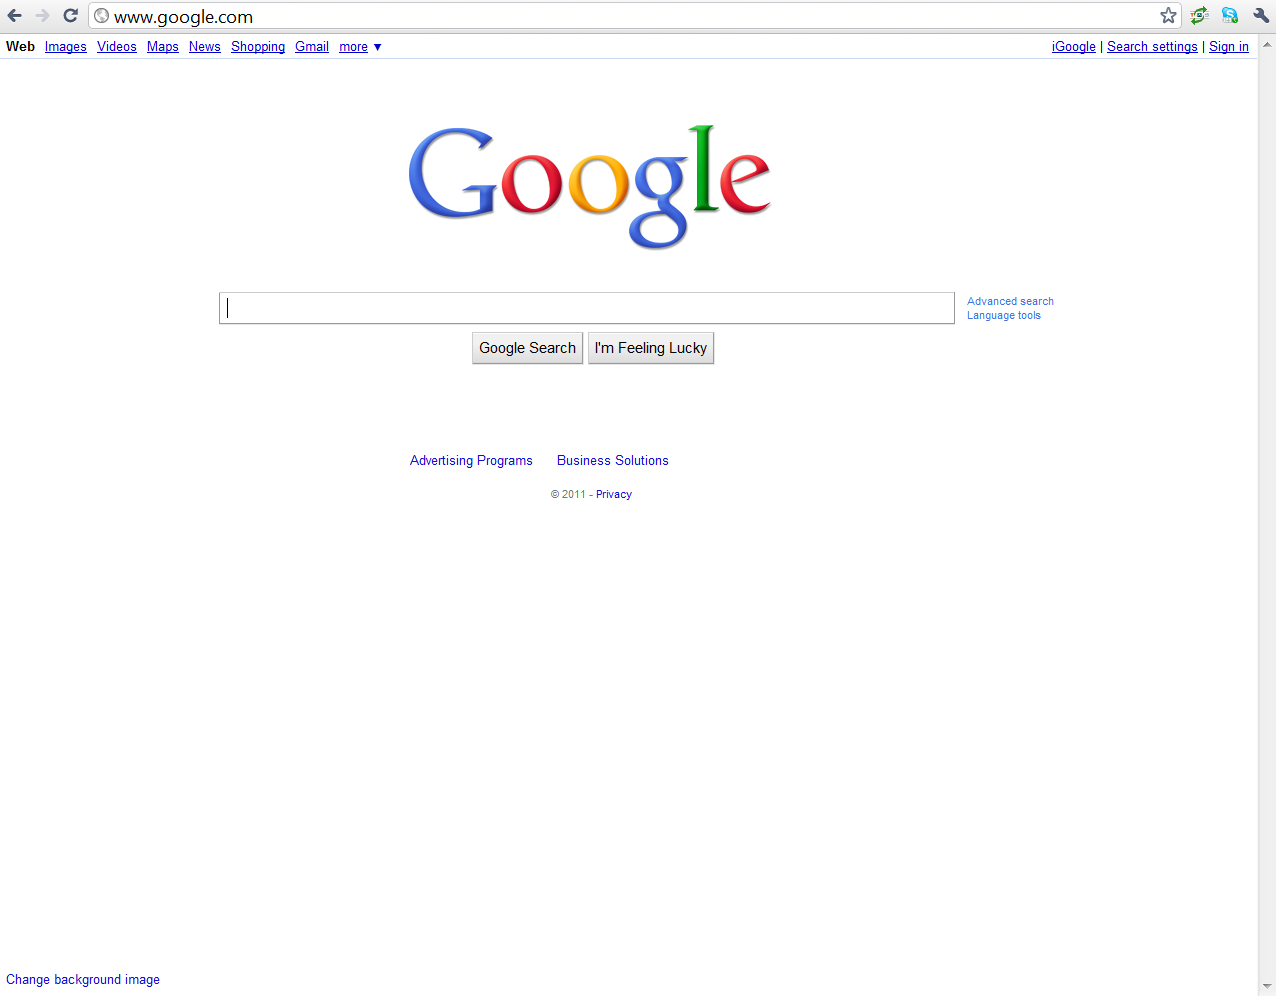 www.google.com
Web Images Videos Maps News Shopping Gmail more ▼ iGoogle | Search settings | Sign in
Google
Advanced search
Language tools
Google Search I'm Feeling Lucky
Advertising Programs Business Solutions
© 2011 - Privacy
Change background image